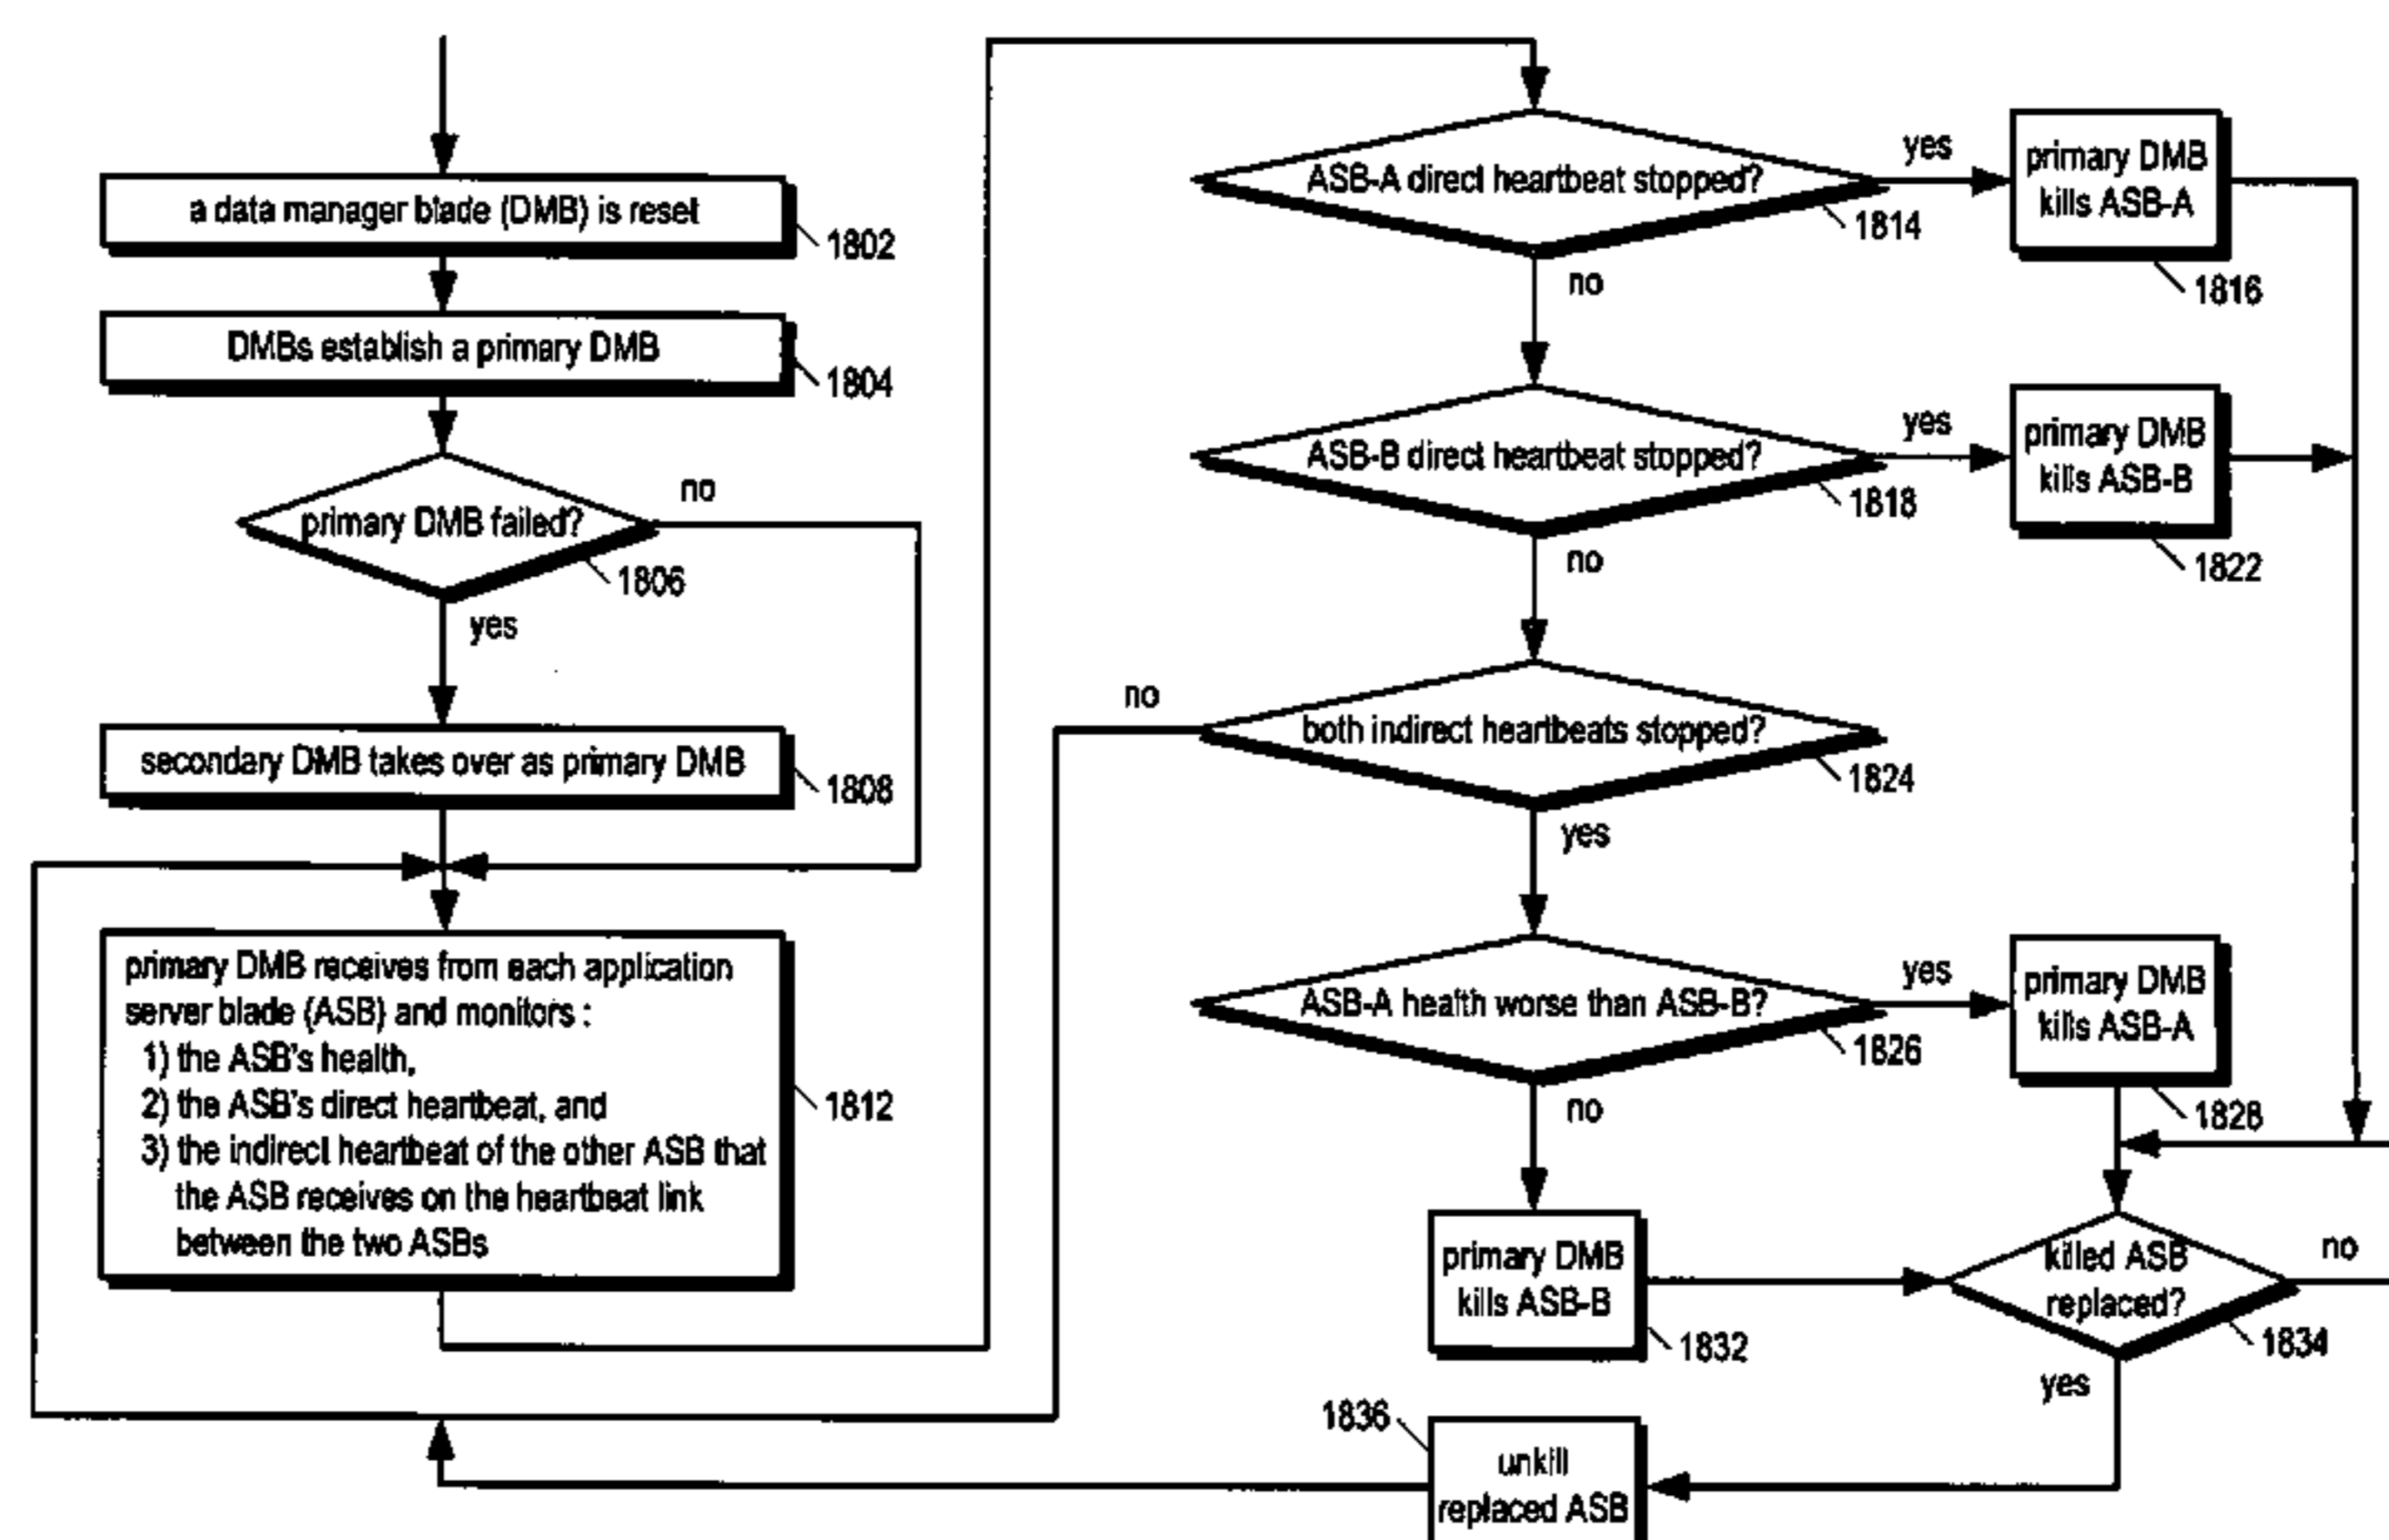 a data manager blade (DMB) is reset
1802
DMBs establish a primary DMB
1804
primary DMB failed?
no
1806
yes
secondary DMB takes over as primary DMB
1808
primary DMB receives from each application
server blade (ASB) and monitors :
1) the ASB's health,
2) the ASB's direct heartbeat, and
3) the indirect heartbeat of the other ASB that
the ASB receives on the heartbeat link
between the two ASBs
1812
ASB-A direct heartbeat stopped?
yes
1814
no
primary DMB
kills ASB-A
1816
ASB-B direct heartbeat stopped?
yes
1818
no
primary DMB
kills ASB-B
1822
both indirect heartbeats stopped?
no
1824
yes
ASB-A health worse than ASB-B?
yes
1826
no
primary DMB
kills ASB-A
1828
primary DMB
kills ASB-B
1832
killed ASB
replaced?
no
1834
yes
1836
unkill
replaced ASB